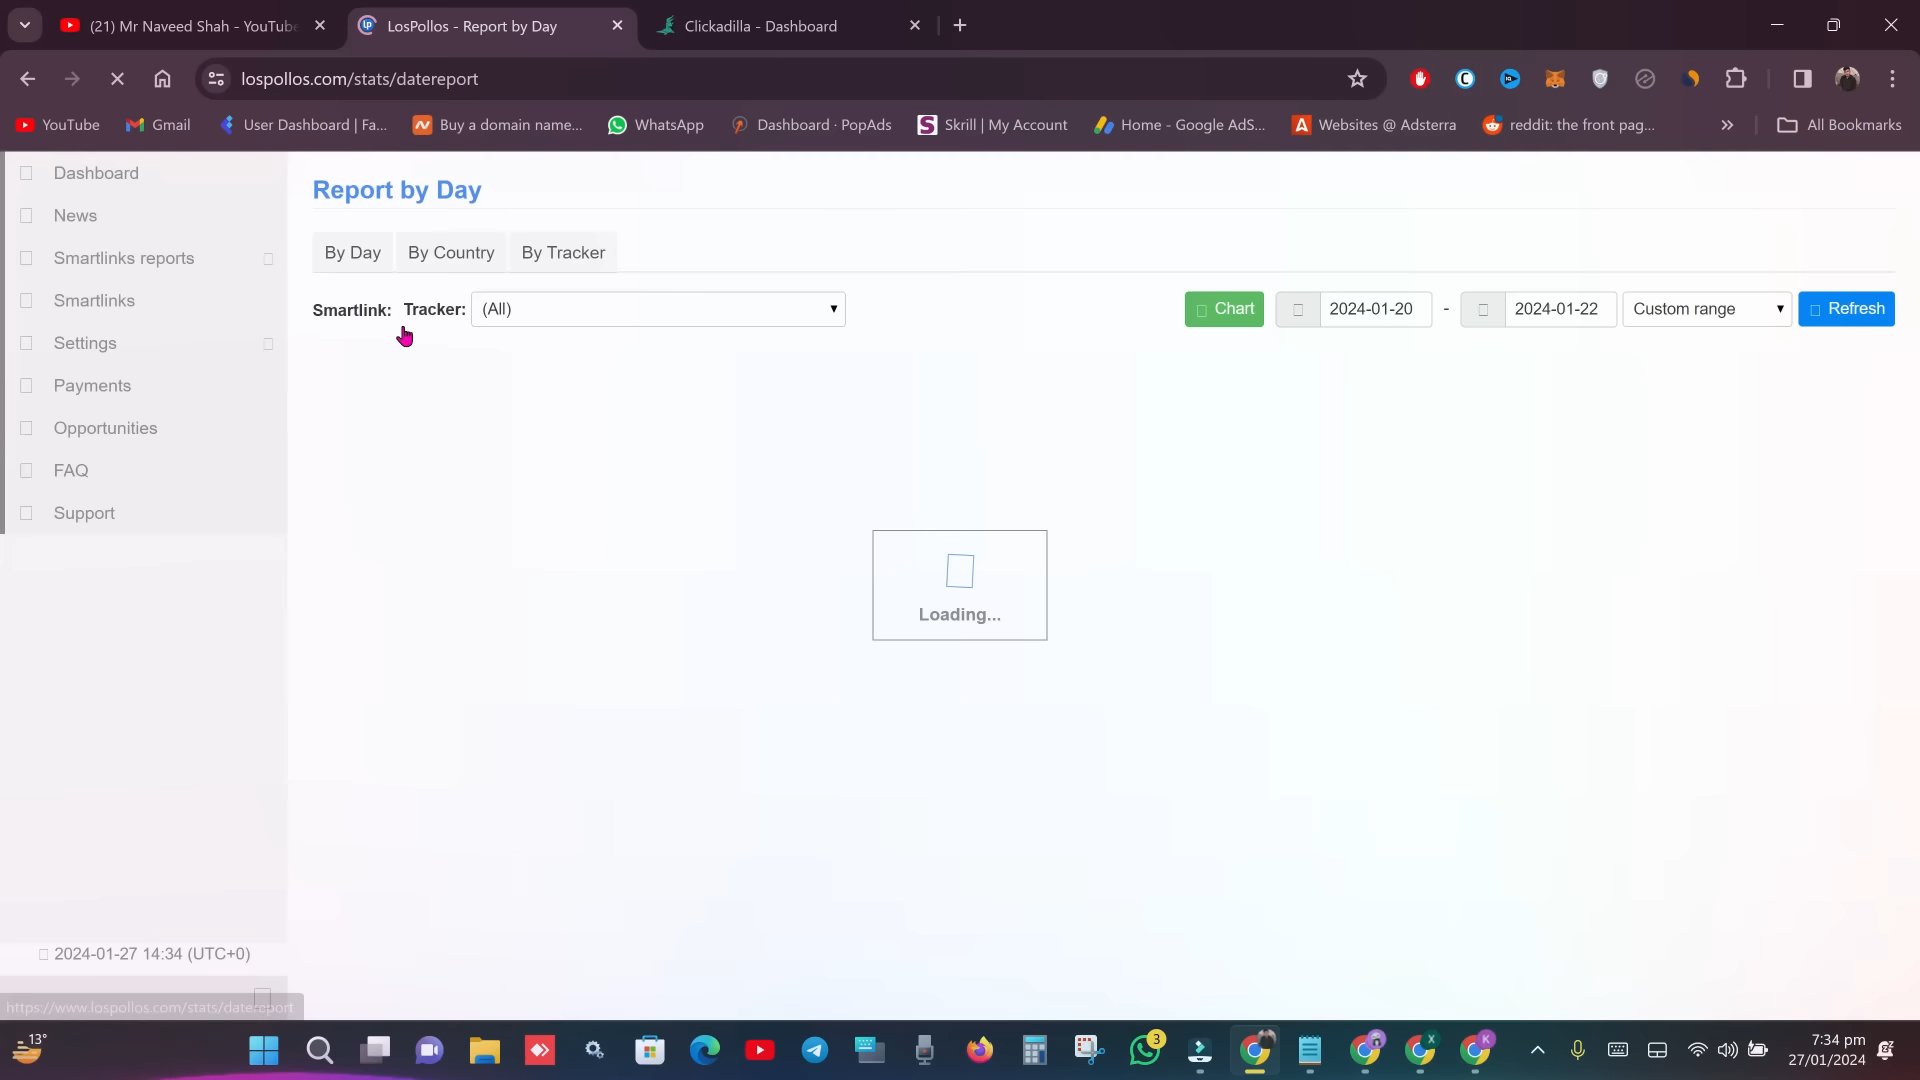 (21) Mr Naveed Shah - YouTube
LosPollos - Report by Day
Clickadilla - Dashboard
lospollos.com/stats/datereport
YouTube
Gmail
User Dashboard | Fa...
Buy a domain name...
WhatsApp
Dashboard · PopAds
Skrill | My Account
Home - Google AdS...
Websites @ Adsterra
reddit: the front pag...
All Bookmarks
Dashboard
News
Smartlinks reports
Smartlinks
Settings
Payments
Opportunities
FAQ
Support
Report by Day
By Day
By Country
By Tracker
Smartlink: Tracker: (All)
Chart
2024-01-20 - 2024-01-22
Custom range
Refresh
Loading...
2024-01-27 14:34 (UTC+0)
https://www.lospollos.com/stats/datereport
13°
3
7:34 pm
27/01/2024